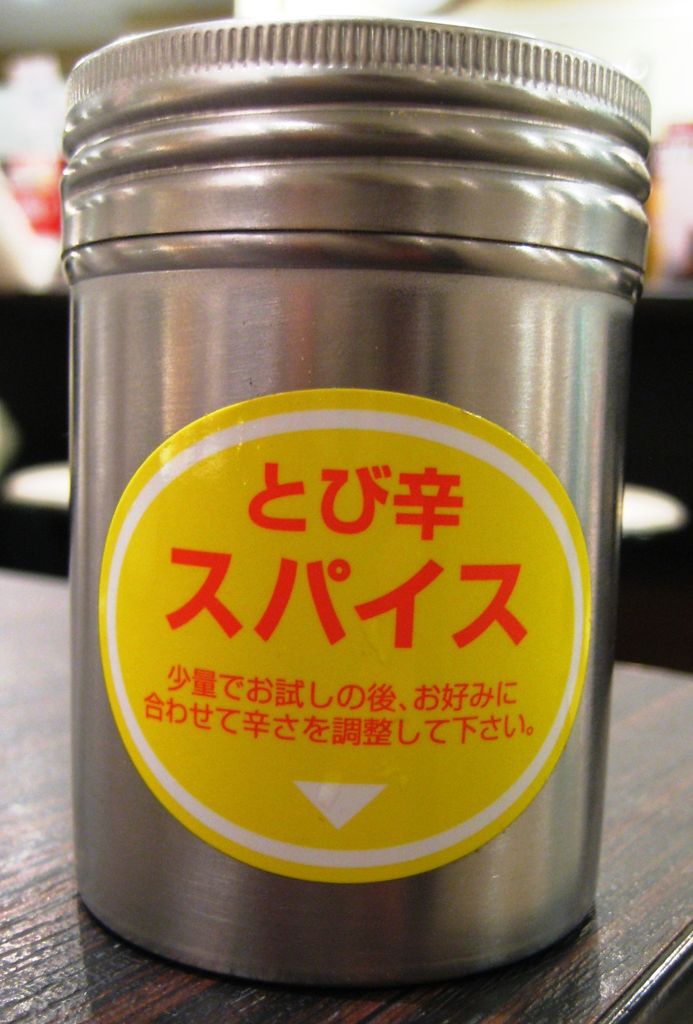 とび辛
スパイス
少量でお試しの後、お好みに
合わせて辛さを調整して下さい。